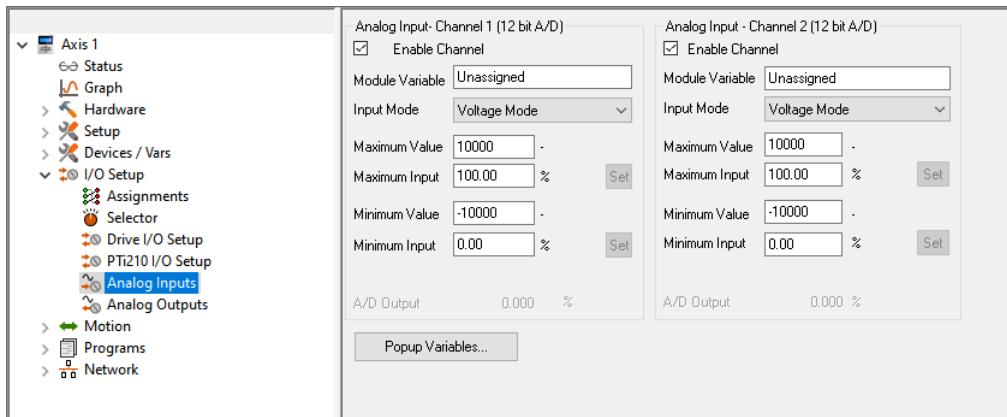 Axis 1
Status
Graph
Hardware
Setup
Devices / Vars
I/O Setup
Assignments
Selector
Drive I/O Setup
PTi210 I/O Setup
Analog Inputs
Analog Outputs
Motion
Programs
Network
Analog Input- Channel 1 (12 bit A/D)
Enable Channel
Module Variable Unassigned
Input Mode Voltage Mode
Maximum Value 10000 -
Maximum Input 100.00 % Set
Minimum Value -10000 -
Minimum Input 0.00 % Set
A/D Output 0.000 %
Analog Input - Channel 2 (12 bit A/D)
Enable Channel
Module Variable Unassigned
Input Mode Voltage Mode
Maximum Value 10000 -
Maximum Input 100.00 % Set
Minimum Value -10000 -
Minimum Input 0.00 % Set
A/D Output 0.000 %
Popup Variables...